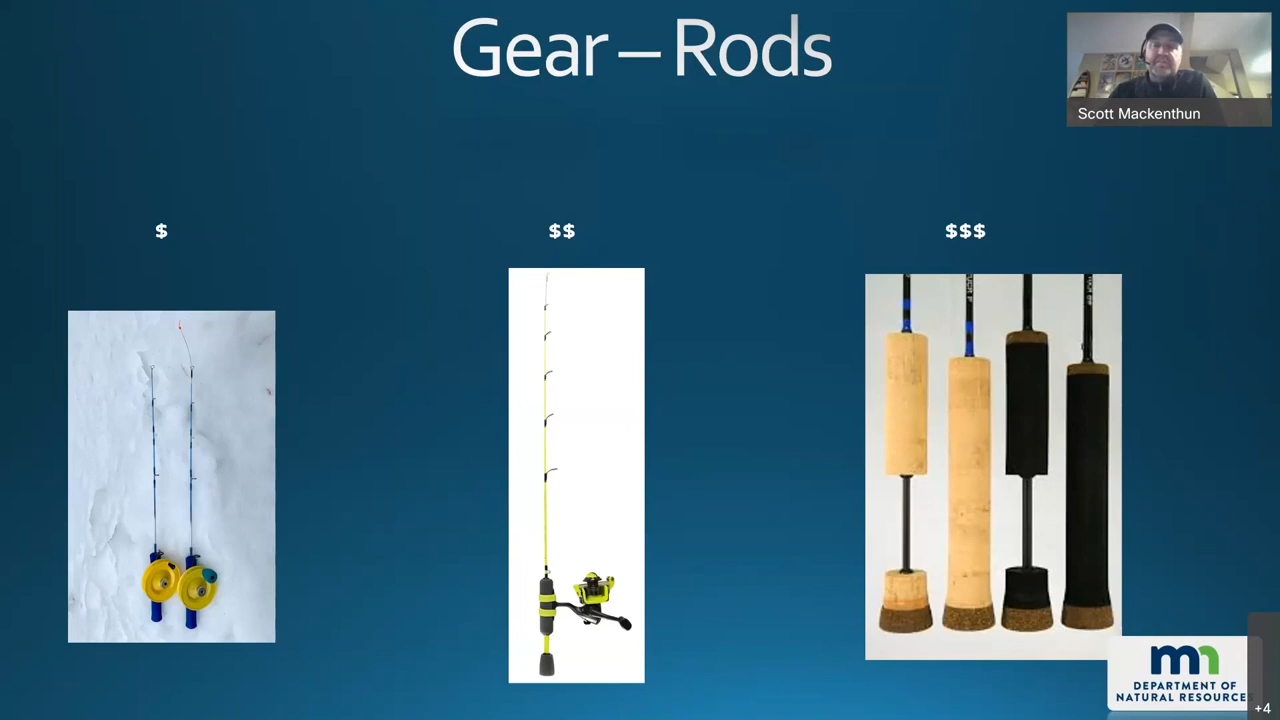 Gear – Rods
Scott Mackenthun
$
$$
$$$
DEPARTMENT OF
NATURAL RESOURCES
+4